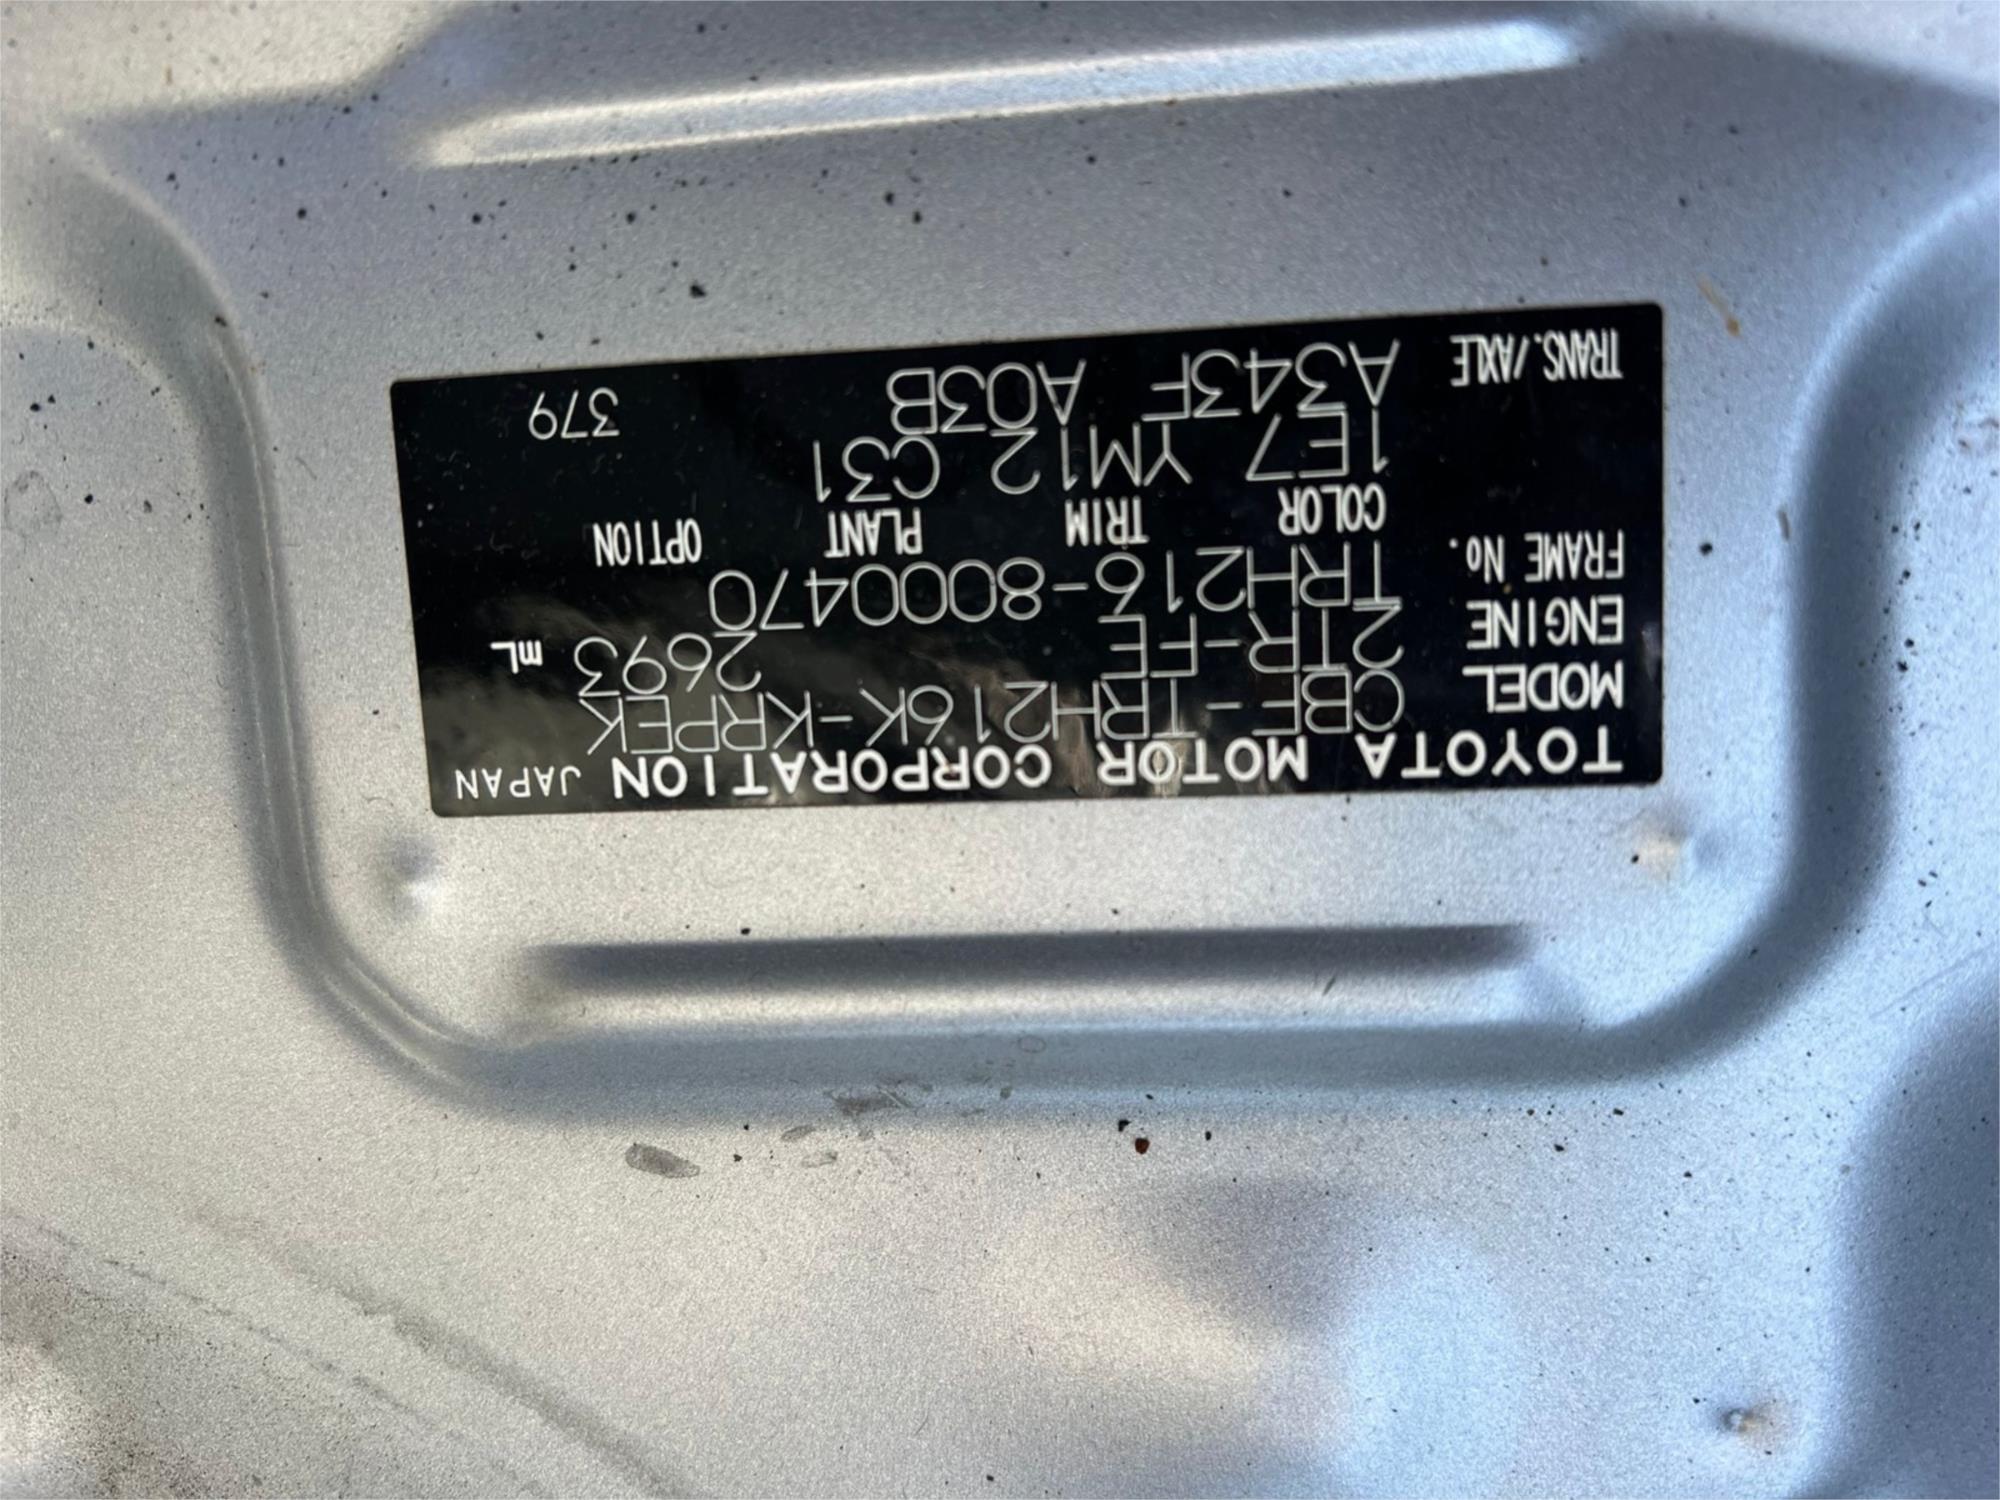 TOYOTA MOTOR CORPORATION JAPAN
MODEL CBF-TRH216K-KRPEK
ENGINE 2TR-FE 2693 mL
FRAME No. TRH216-8000470
COLOR TRIM PLANT OPTION
1E7 YM12 C31 379
TRANS./AXLE A343F A03B